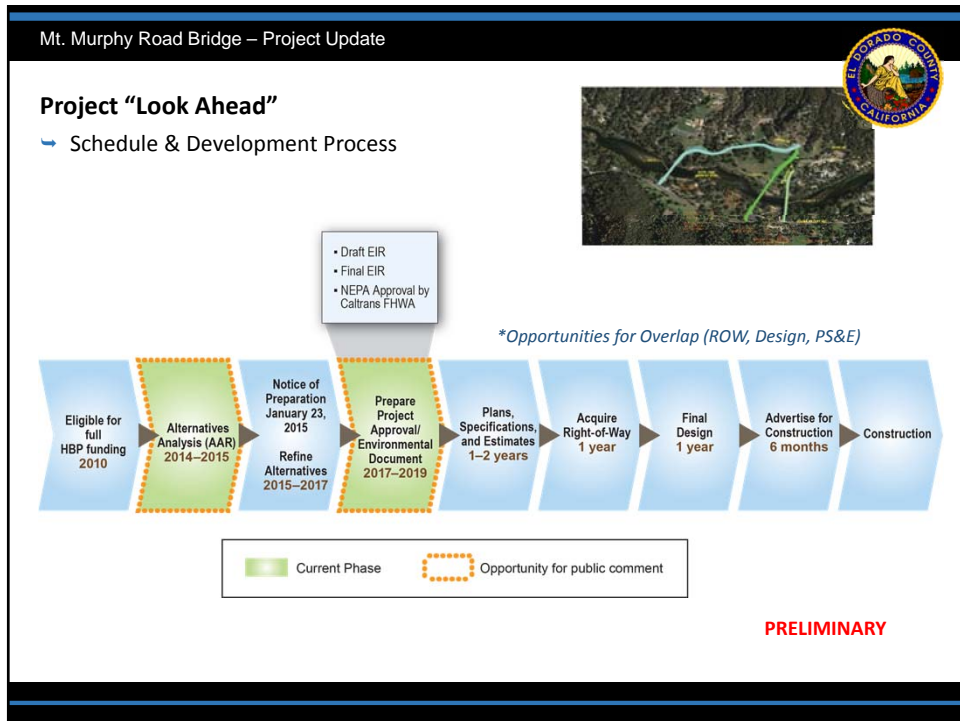 Mt. Murphy Road Bridge – Project Update
EL DORADO COUNTY
CALIFORNIA
Project “Look Ahead”
➥ Schedule & Development Process
▪ Draft EIR
▪ Final EIR
▪ NEPA Approval by
Caltrans FHWA
*Opportunities for Overlap (ROW, Design, PS&E)
Eligible for
full
HBP funding
2010
Alternatives
Analysis (AAR)
2014–2015
Notice of
Preparation
January 23,
2015
Refine
Alternatives
2015–2017
Prepare
Project
Approval/
Environmental
Document
2017–2019
Plans,
Specifications,
and Estimates
1–2 years
Acquire
Right-of-Way
1 year
Final
Design
1 year
Advertise for
Construction
6 months
Construction
Current Phase
Opportunity for public comment
PRELIMINARY